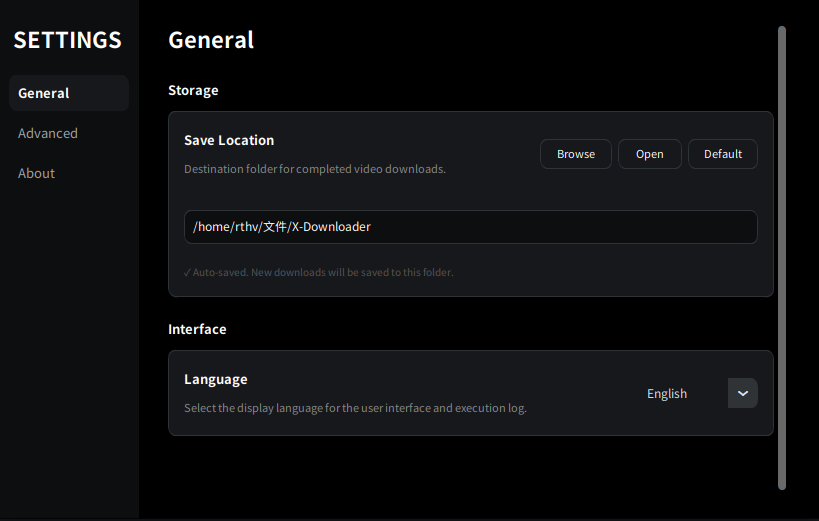 SETTINGS
General
Advanced
About
General
Storage
Save Location
Destination folder for completed video downloads.
Browse
Open
Default
/home/rthv/文件/X-Downloader
✓ Auto-saved. New downloads will be saved to this folder.
Interface
Language
Select the display language for the user interface and execution log.
English